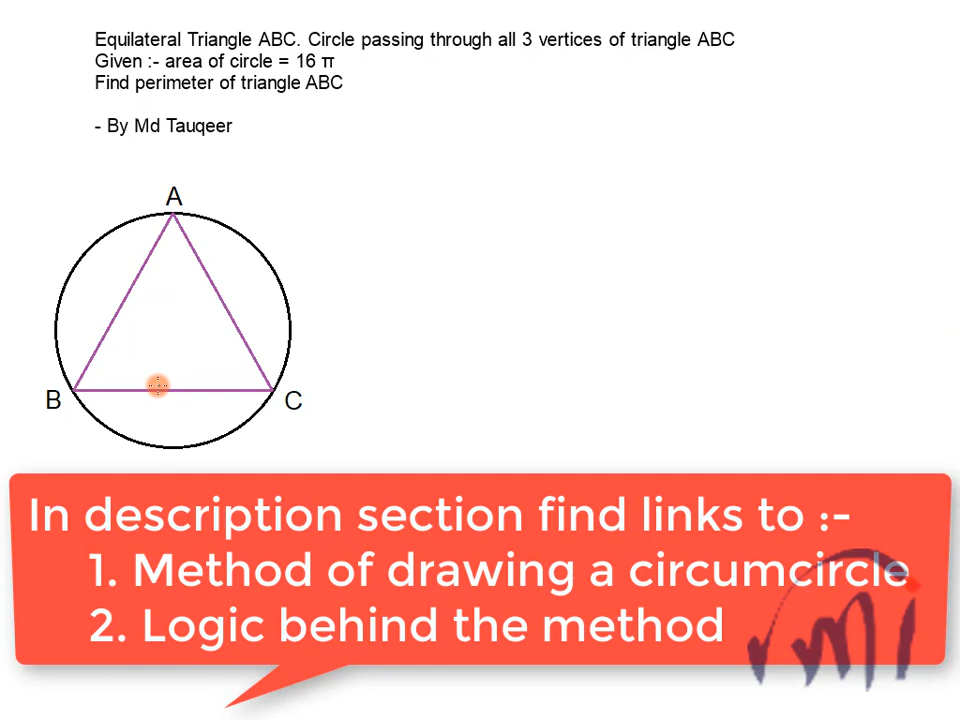 Equilateral Triangle ABC. Circle passing through all 3 vertices of triangle ABC
Given :- area of circle = 16 π
Find perimeter of triangle ABC
- By Md Tauqeer
A
B
C
In description section find links to :-
1. Method of drawing a circumcircle
2. Logic behind the method